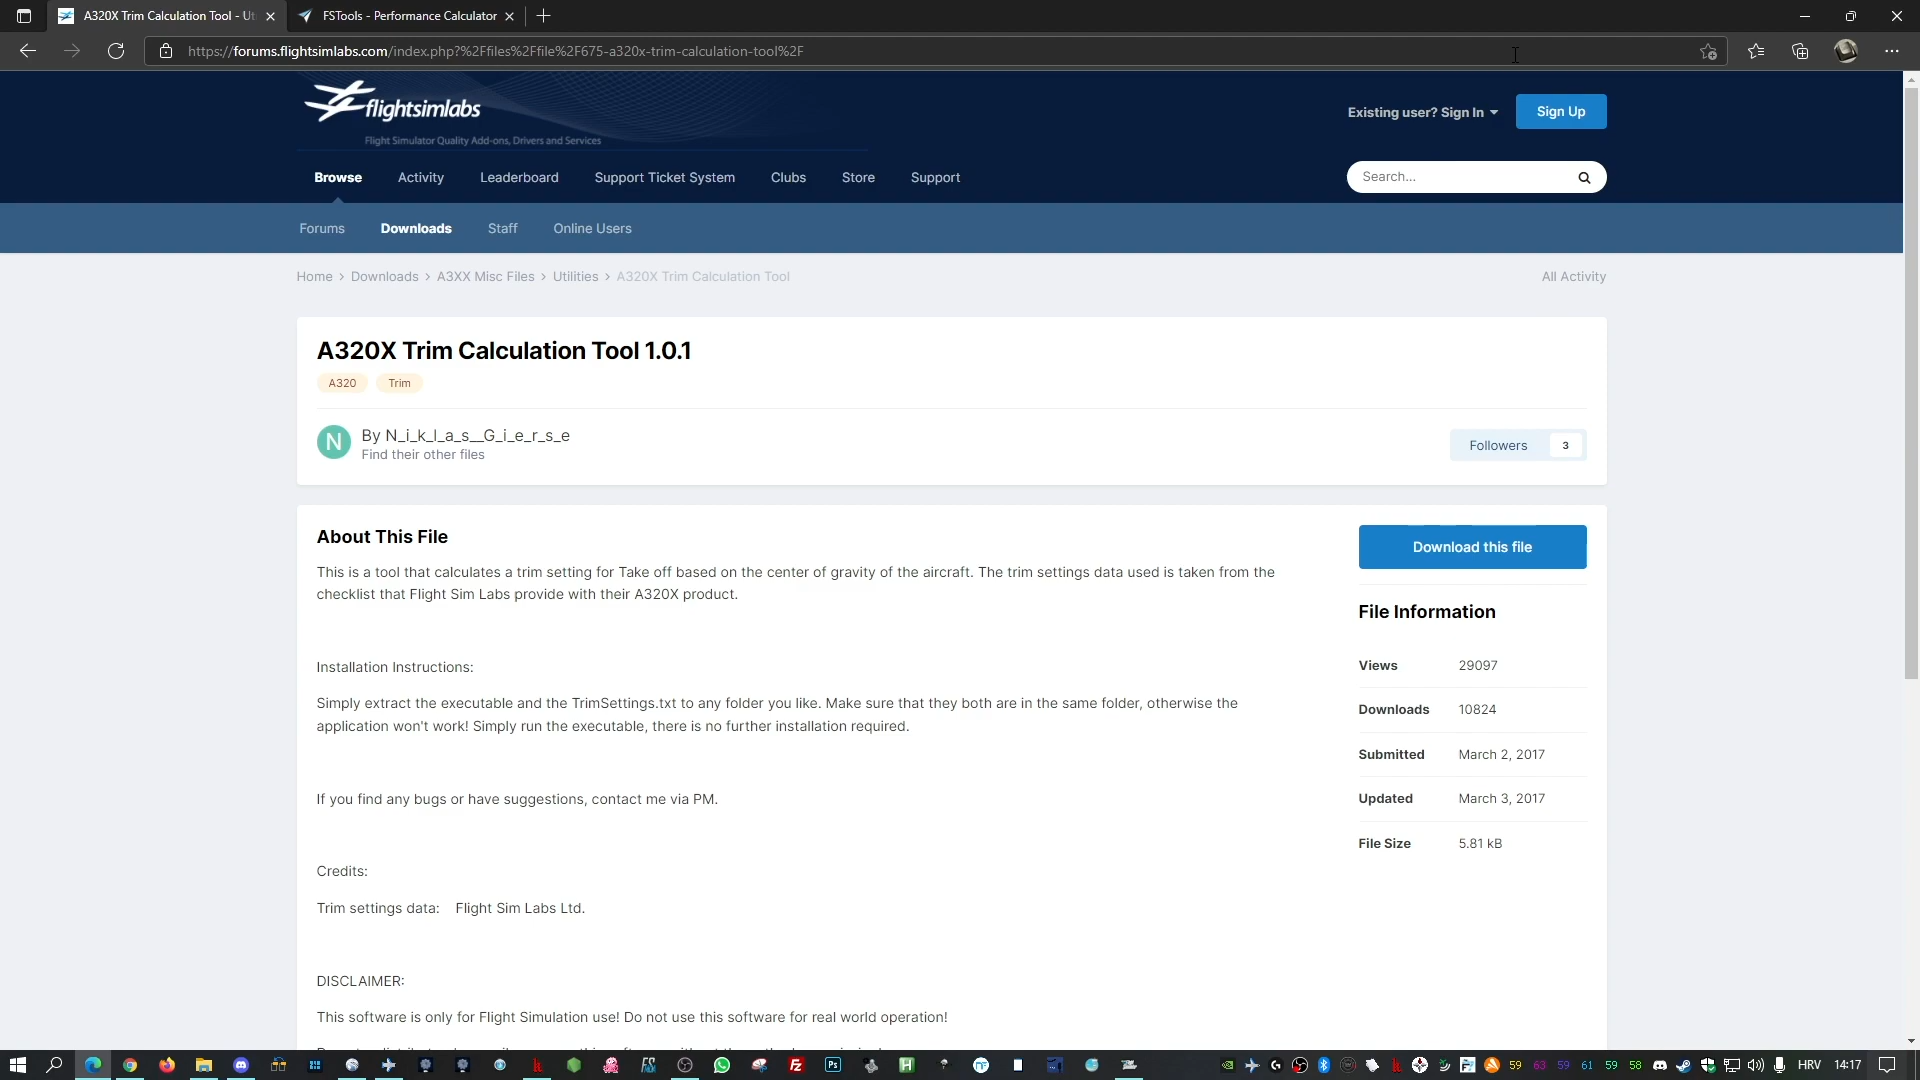 A320X Trim Calculation Tool - Ut
FSTools - Performance Calculator
https://forums.flightsimlabs.com/index.php?%2Ffiles%2Ffile%2F675-a320x-trim-calculation-tool%2F
flightsimlabs
Flight Simulator Quality Add-ons, Drivers and Services
Existing user? Sign In
Sign Up
Browse Activity Leaderboard Support Ticket System Clubs Store Support
Search...
Forums Downloads Staff Online Users
Home > Downloads > A3XX Misc Files > Utilities > A320X Trim Calculation Tool
All Activity
A320X Trim Calculation Tool 1.0.1
A320 Trim
N
By N_i_k_l_a_s__G_i_e_r_s_e
Find their other files
Followers 3
About This File
This is a tool that calculates a trim setting for Take off based on the center of gravity of the aircraft. The trim settings data used is taken from the
checklist that Flight Sim Labs provide with their A320X product.
Installation Instructions:
Simply extract the executable and the TrimSettings.txt to any folder you like. Make sure that they both are in the same folder, otherwise the
application won't work! Simply run the executable, there is no further installation required.
If you find any bugs or have suggestions, contact me via PM.
Credits:
Trim settings data: Flight Sim Labs Ltd.
DISCLAIMER:
This software is only for Flight Simulation use! Do not use this software for real world operation!
Download this file
File Information
Views 29097
Downloads 10824
Submitted March 2, 2017
Updated March 3, 2017
File Size 5.81 kB
59 63 59 61 59 58 HRV 14:17